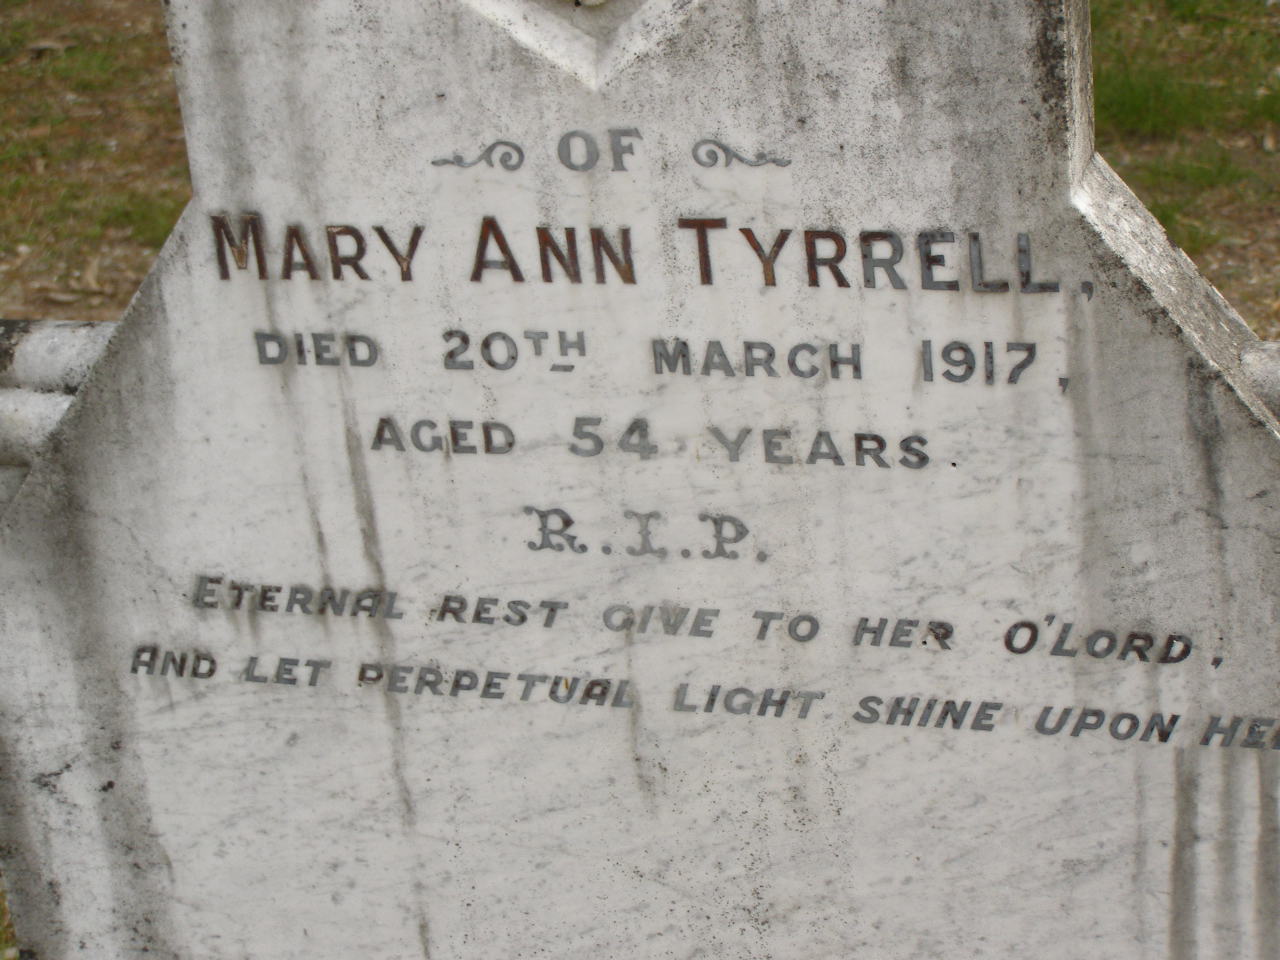 OF
MARY ANN TYRRELL,
DIED 20TH MARCH 1917,
AGED 54 YEARS.
R.I.P.
ETERNAL REST GIVE TO HER O'LORD,
AND LET PERPETUAL LIGHT SHINE UPON HER